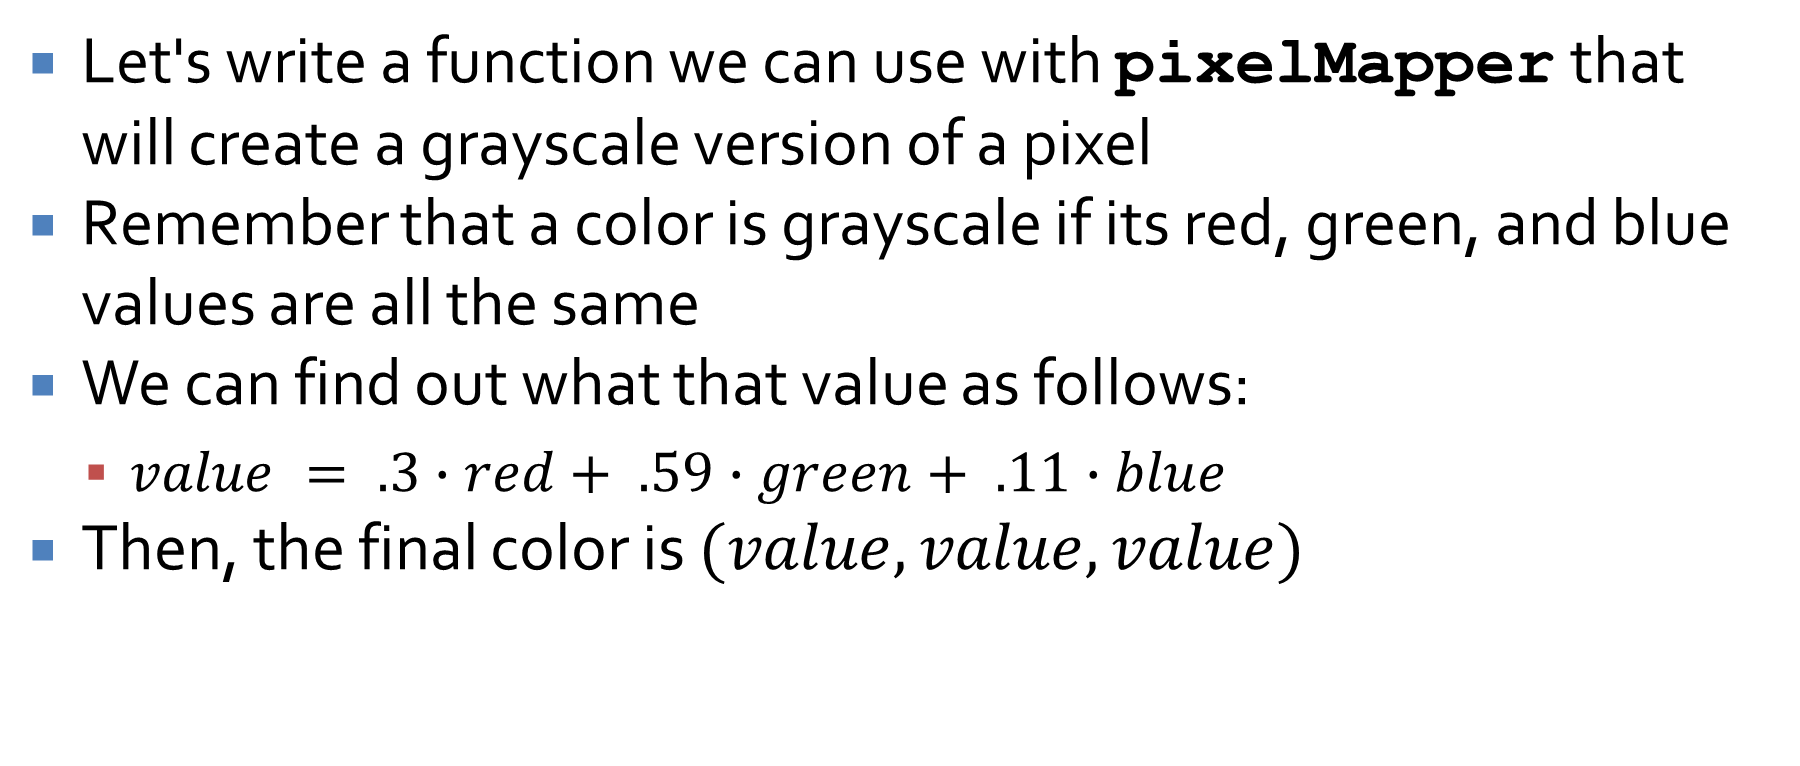 Let's write a function we can use with pixelMapper that
will create a grayscale version of a pixel
Remember that a color is grayscale if its red, green, and blue
values are all the same
We can find out what that value as follows:
value = .3 · red + .59 · green + .11 · blue
Then, the final color is (value, value, value)